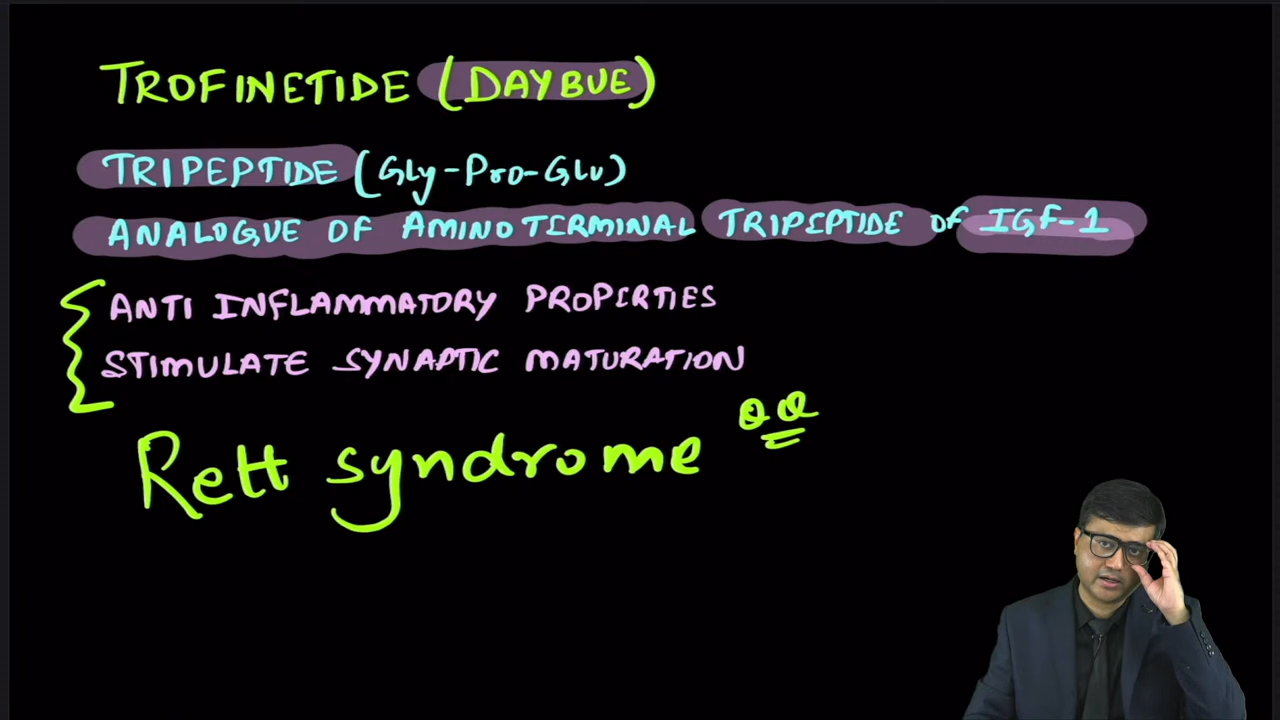 TROFINETIDE (DAYBUE)
TRIPEPTIDE (Gly-Pro-Glu)
ANALOGUE OF AMINOTERMINAL TRIPEPTIDE OF IGF-1
ANTI INFLAMMATORY PROPERTIES
STIMULATE SYNAPTIC MATURATION
Rett syndrome